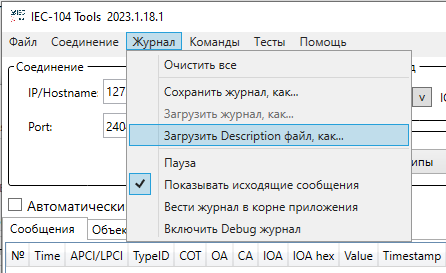 IEC-104 Tools 2023.1.18.1
Файл Соединение Журнал Команды Тесты Помощь
Соединение
IP/Hostname: 127
Port: 240
Очистить все
Сохранить журнал, как...
Загрузить журнал, как...
Загрузить Description файл, как...
Пауза
Показывать исходящие сообщения
Вести журнал в корне приложения
Включить Debug журнал
Автоматически
Сообщения
№ Time APCI/LPCI TypeID COT OA CA IOA IOA hex Value Timestamp